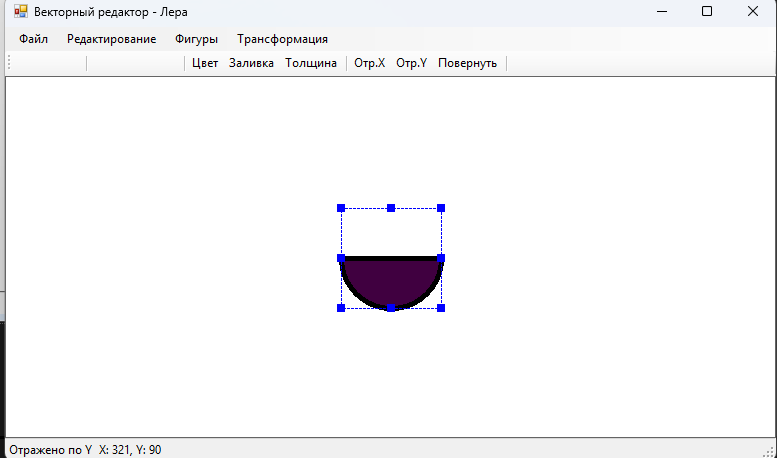 Векторный редактор - Лера
Файл Редактирование Фигуры Трансформация
Цвет Заливка Толщина Отр.X Отр.Y Повернуть
Отражено по Y X: 321, Y: 90